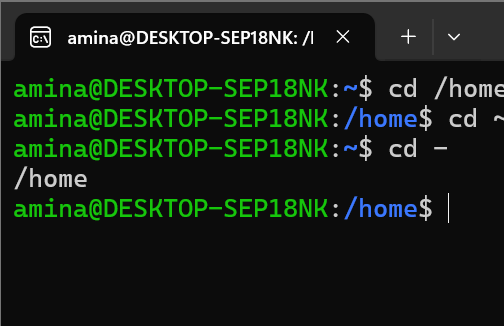 amina@DESKTOP-SEP18NK: /
amina@DESKTOP-SEP18NK:~$ cd /home
amina@DESKTOP-SEP18NK:/home$ cd ~
amina@DESKTOP-SEP18NK:~$ cd -
/home
amina@DESKTOP-SEP18NK:/home$